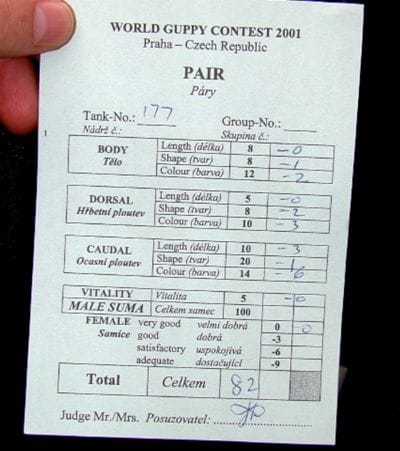 WORLD GUPPY CONTEST 2001
Praha – Czech Republic
PAIR
Páry
Tank-No.: 177 Group-No.:
Nádrž č.: Skupina č.:
BODY Length (délka) 8 -0
Tělo Shape (tvar) 8 -1
Colour (barva) 12 -2
DORSAL Length (délka) 5 -0
Hřbetní ploutev Shape (tvar) 8 -2
Colour (barva) 10 -3
CAUDAL Length (délka) 10 -3
Ocasní ploutev Shape (tvar) 20 -1
Colour (barva) 14 -6
VITALITY Vitalita 5 -0
MALE SUMA Celkem samec 100
FEMALE very good velmi dobrá 0 0
Samice good dobrá -3
satisfactory uspokojivá -6
adequate dostačující -9
Total Celkem 82
Judge Mr./Mrs. Posuzovatel: